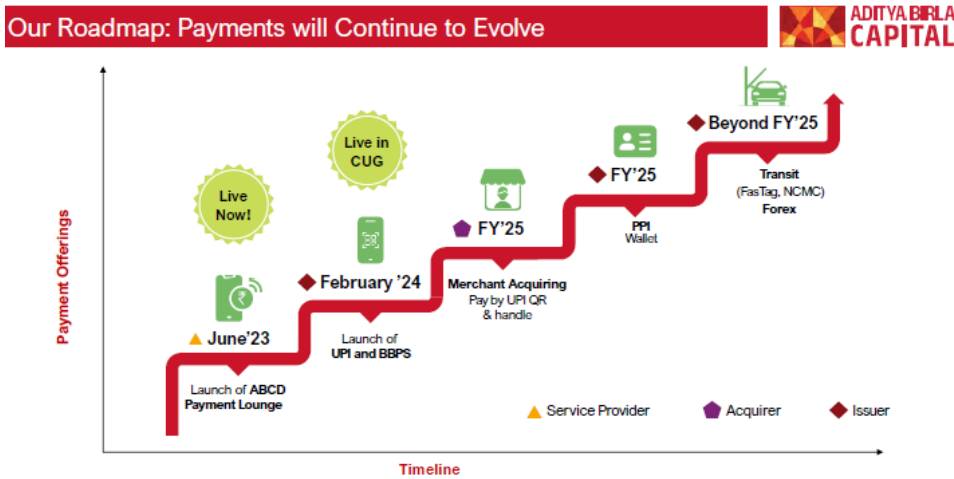 Our Roadmap: Payments will Continue to Evolve
ADITYA BIRLA
CAPITAL
Payment Offerings
Live
Now!
June'23
Launch of ABCD
Payment Lounge
Live in
CUG
February '24
Launch of
UPI and BBPS
FY'25
Merchant Acquiring
Pay by UPI QR
& handle
FY'25
PPI
Wallet
Beyond FY'25
Transit
(FasTag, NCMC)
Forex
Service Provider
Acquirer
Issuer
Timeline